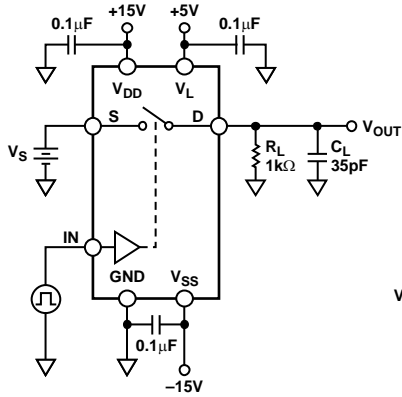 +15V
+5V
0.1μF
0.1μF
VDD
VL
S
D
VOUT
VS
RL
1kΩ
CL
35pF
IN
GND
VSS
0.1μF
–15V
V